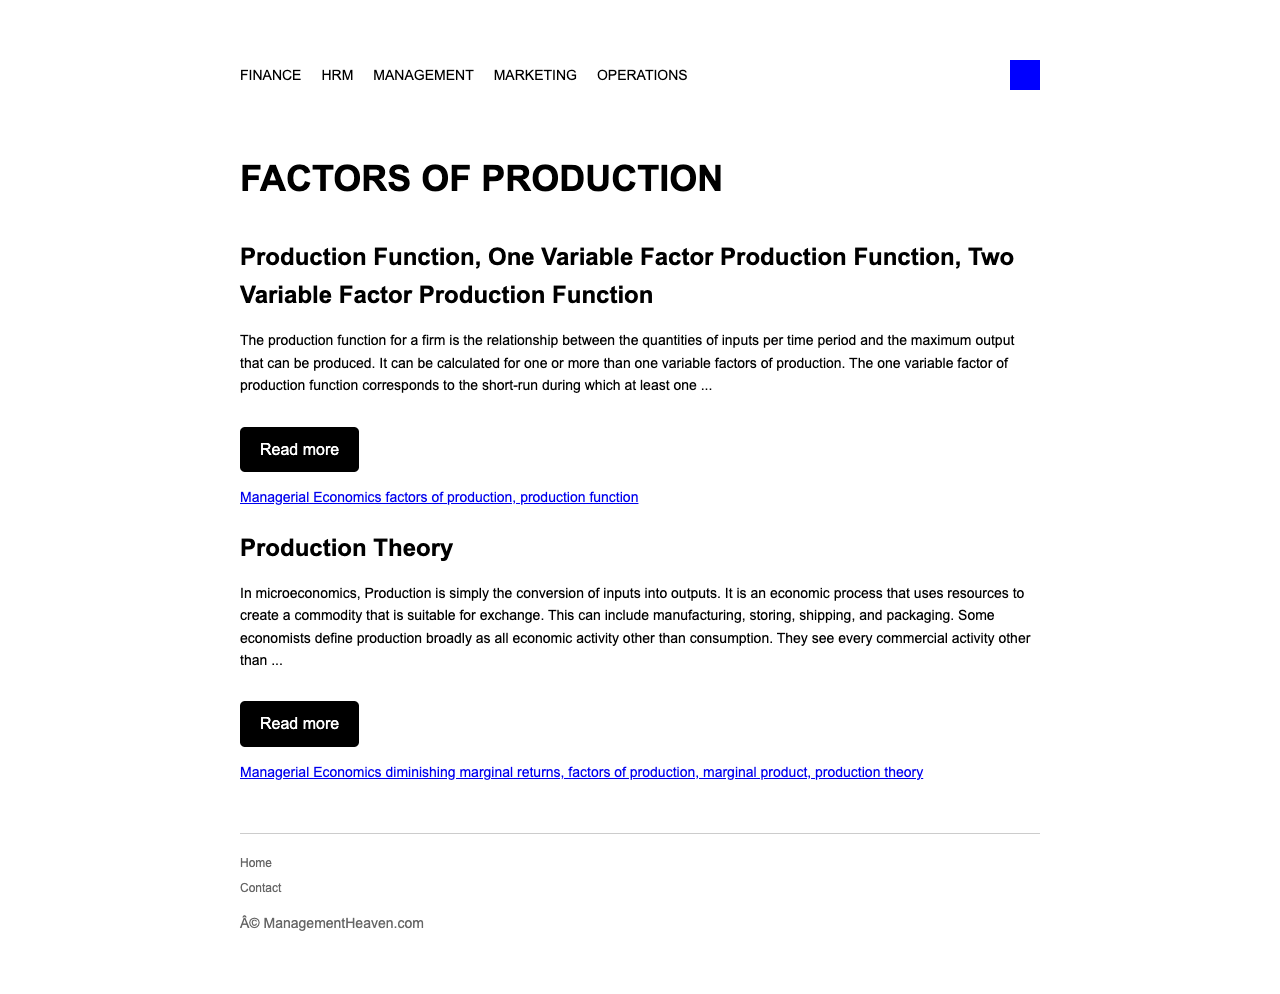 FINANCE HRM MANAGEMENT MARKETING OPERATIONS
FACTORS OF PRODUCTION
Production Function, One Variable Factor Production Function, Two
Variable Factor Production Function
The production function for a firm is the relationship between the quantities of inputs per time period and the maximum output
that can be produced. It can be calculated for one or more than one variable factors of production. The one variable factor of
production function corresponds to the short-run during which at least one ...
Read more
Managerial Economics factors of production, production function
Production Theory
In microeconomics, Production is simply the conversion of inputs into outputs. It is an economic process that uses resources to
create a commodity that is suitable for exchange. This can include manufacturing, storing, shipping, and packaging. Some
economists define production broadly as all economic activity other than consumption. They see every commercial activity other
than ...
Read more
Managerial Economics diminishing marginal returns, factors of production, marginal product, production theory
Home
Contact
Â© ManagementHeaven.com